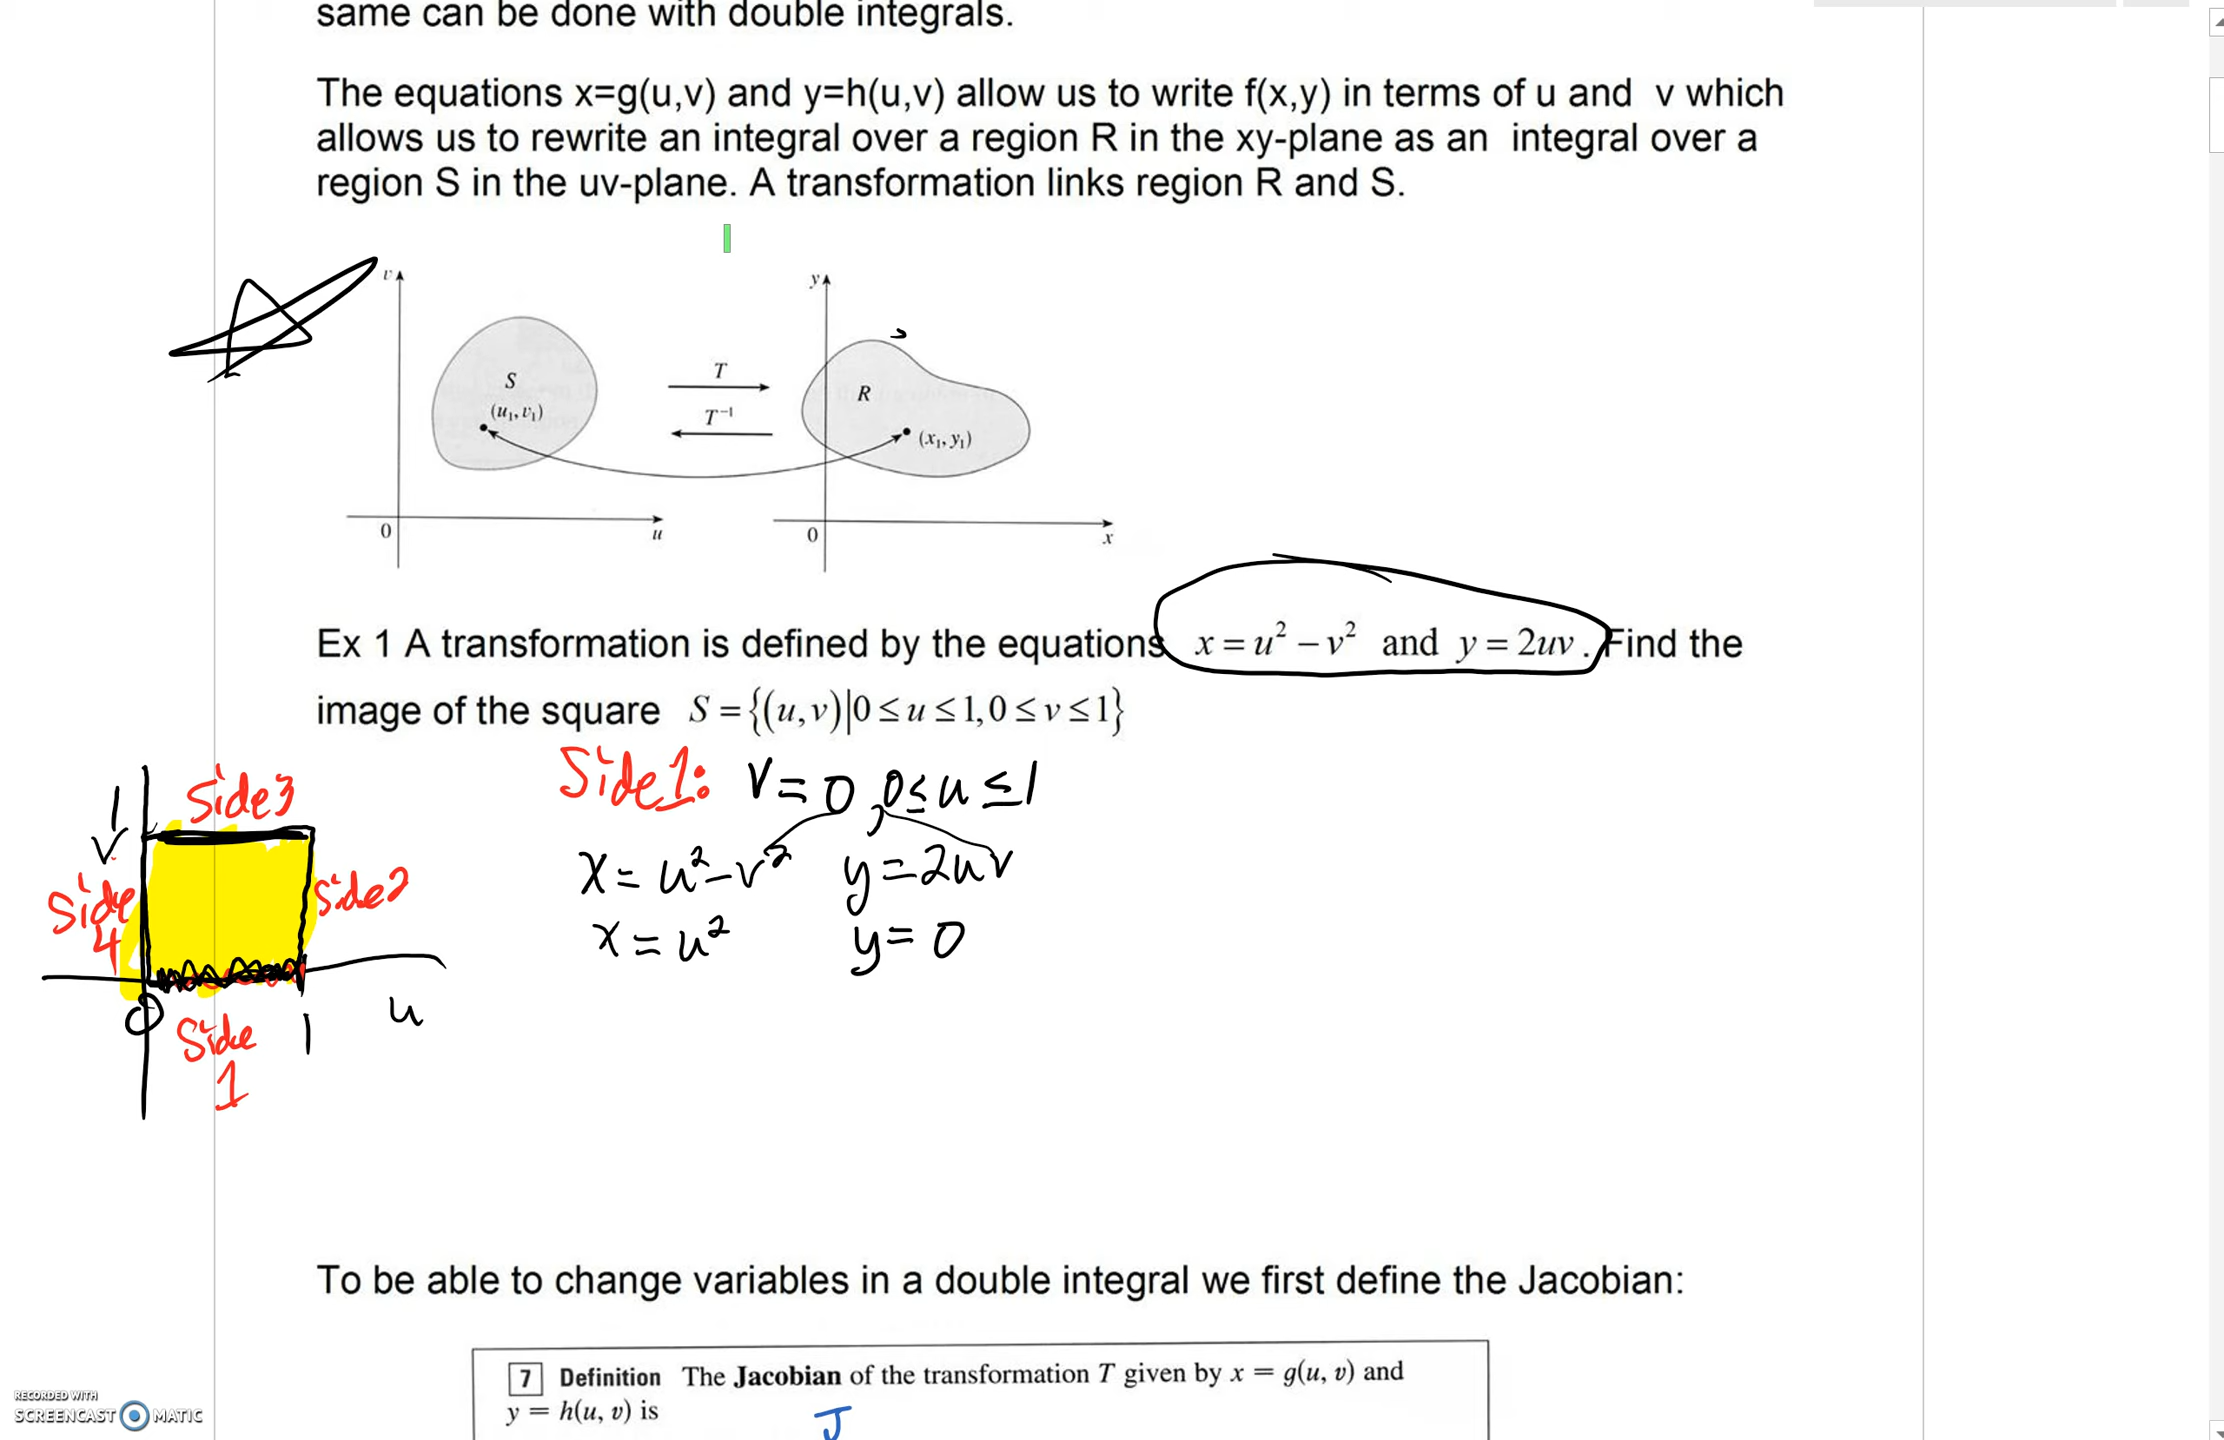 same can be done with double integrals.
The equations x=g(u,v) and y=h(u,v) allow us to write f(x,y) in terms of u and v which
allows us to rewrite an integral over a region R in the xy-plane as an integral over a
region S in the uv-plane. A transformation links region R and S.
v
S
(u₁, v₁)
0
u
T
T⁻¹
y
R
(x₁, y₁)
0
x
Ex 1 A transformation is defined by the equations x = u² − v² and y = 2uv . Find the
image of the square S = {(u, v)|0 ≤ u ≤ 1, 0 ≤ v ≤ 1}
Side 1: v = 0, 0 ≤ u ≤ 1
x = u² − v² y = 2uv
x = u² y = 0
1
v
Side 3
Side 4
Side 2
0
Side 1
1
u
To be able to change variables in a double integral we first define the Jacobian:
7 Definition The Jacobian of the transformation T given by x = g(u, v) and
y = h(u, v) is
J
RECORDED WITH
SCREENCAST MATIC